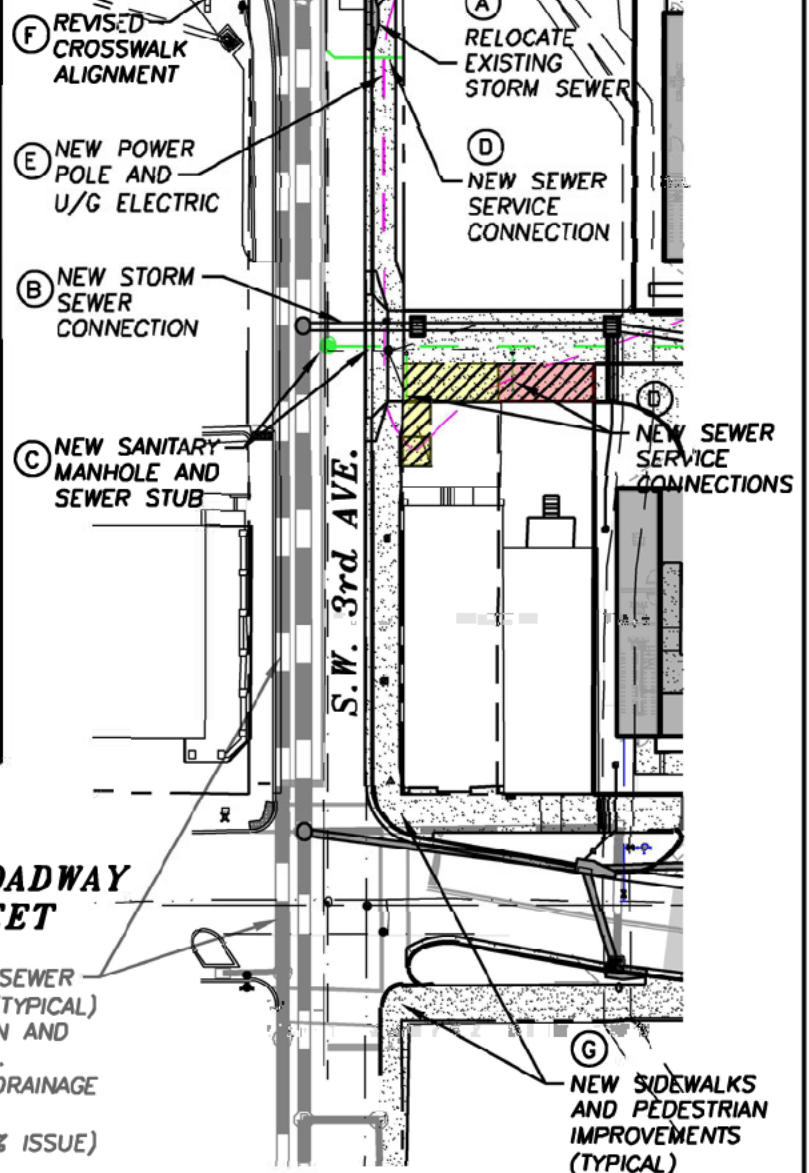 F
REVISED
CROSSWALK
ALIGNMENT
A
RELOCATE
EXISTING
STORM SEWER
E
NEW POWER
POLE AND
U/G ELECTRIC
D
NEW SEWER
SERVICE
CONNECTION
B
NEW STORM
SEWER
CONNECTION
C
NEW SANITARY
MANHOLE AND
SEWER STUB
D
NEW SEWER
SERVICE
CONNECTIONS
S.W. 3rd AVE.
OADWAY
EET
SEWER
(TYPICAL)
N AND
DRAINAGE
% ISSUE)
G
NEW SIDEWALKS
AND PEDESTRIAN
IMPROVEMENTS
(TYPICAL)